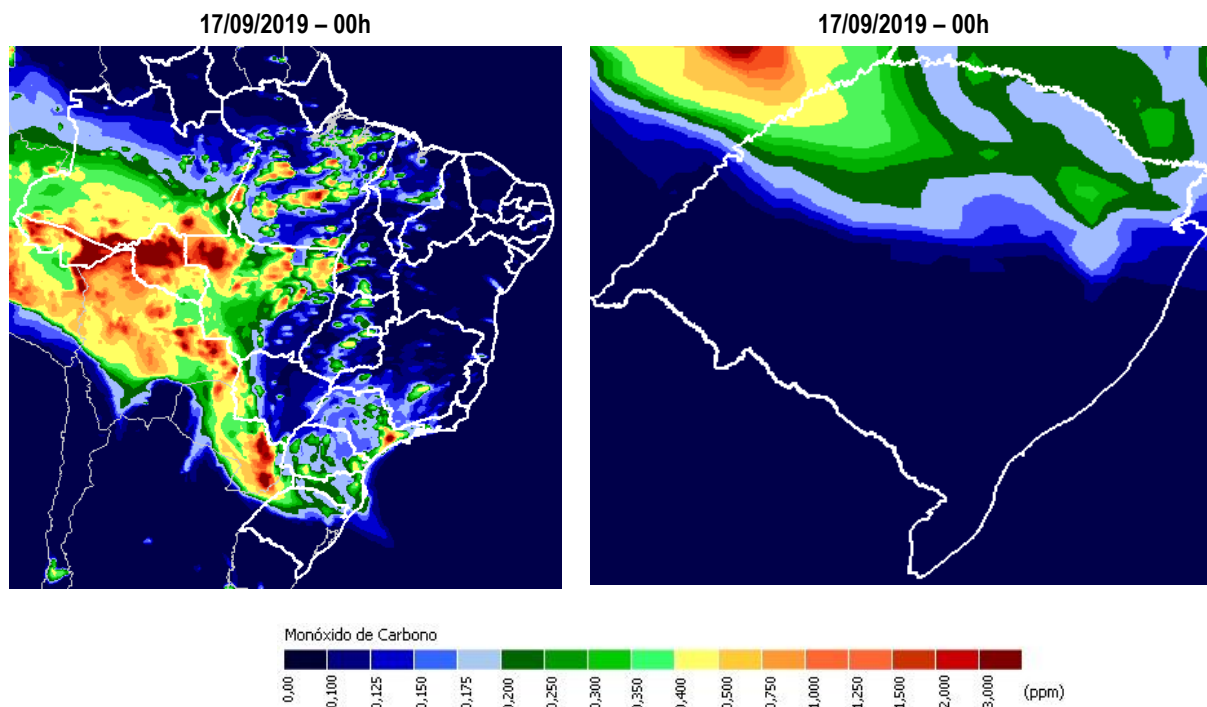 17/09/2019 – 00h
17/09/2019 – 00h
Monóxido de Carbono
0,00 0,100 0,125 0,150 0,175 0,200 0,250 0,300 0,350 0,400 0,500 0,750 1,000 1,250 1,500 2,000 3,000 (ppm)